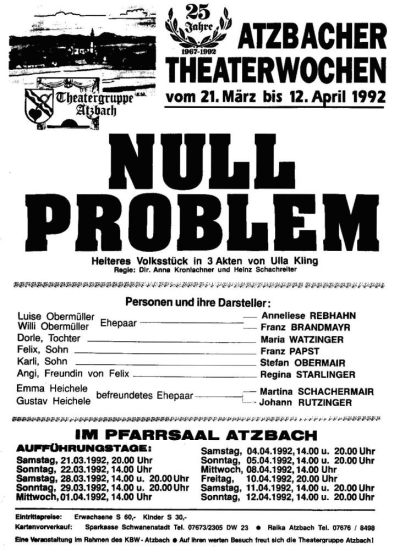 25
Jahre
1967-1992
ATZBACHER
THEATERWOCHEN
vom 21. März bis 12. April 1992
Theatergruppe
Atzbach
NULL
PROBLEM
Heiteres Volksstück in 3 Akten von Ulla Kling
Regie: Dir. Anna Kronlachner und Heinz Schachreiter
Personen und ihre Darsteller:
Luise Obermüller Anneliese REBHAHN
Ehepaar
Willi Obermüller Franz BRANDMAYR
Dorle, Tochter Maria WATZINGER
Felix, Sohn Franz PAPST
Karli, Sohn Stefan OBERMAIR
Angi, Freundin von Felix Regina STARLINGER
Emma Heichele Martina SCHACHERMAIR
befreundetes Ehepaar
Gustav Heichele Johann RUTZINGER
IM PFARRSAAL ATZBACH
AUFFÜHRUNGSTAGE:
Samstag, 21.03.1992, 20.00 Uhr
Sonntag, 22.03.1992, 14.00 Uhr
Samstag, 28.03.1992, 14.00 u. 20.00 Uhr
Sonntag, 29.03.1992, 14.00 u. 20.00 Uhr
Mittwoch, 01.04.1992, 14.00 Uhr
Samstag, 04.04.1992, 14.00 u. 20.00 Uhr
Sonntag, 05.04.1992, 14.00 u. 20.00 Uhr
Mittwoch, 08.04.1992, 14.00 Uhr
Freitag, 10.04.1992, 20.00 Uhr
Samstag, 11.04.1992, 14.00 u. 20.00 Uhr
Sonntag, 12.04.1992, 14.00 u. 20.00 Uhr
Eintrittspreise: Erwachsene S 60,- Kinder S 30,-
Kartenvorverkauf: Sparkasse Schwanenstadt Tel. 07673/2305 DW 23 • Raika Atzbach Tel. 07676 / 8498
Eine Veranstaltung im Rahmen des KBW-Atzbach • Auf Ihren werten Besuch freut sich die Theatergruppe Atzbach!